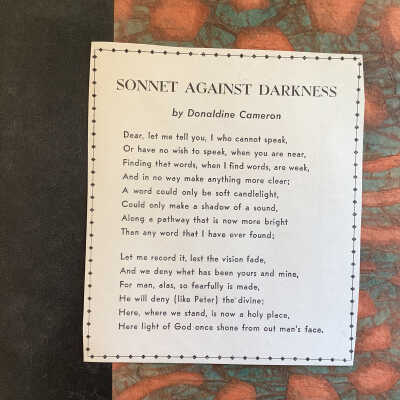 SONNET AGAINST DARKNESS
by Donaldine Cameron
Dear, let me tell you, I who cannot speak,
Or have no wish to speak, when you are near,
Finding that words, when I find words, are weak,
And in no way make anything more clear;
A word could only be soft candlelight,
Could only make a shadow of a sound,
Along a pathway that is now more bright
Than any word that I have ever found;
Let me record it, lest the vision fade,
And we deny what has been yours and mine,
For man, alas, so fearfully is made,
He will deny (like Peter) the divine;
Here, where we stand, is now a holy place,
Here light of God once shone from out man's face.